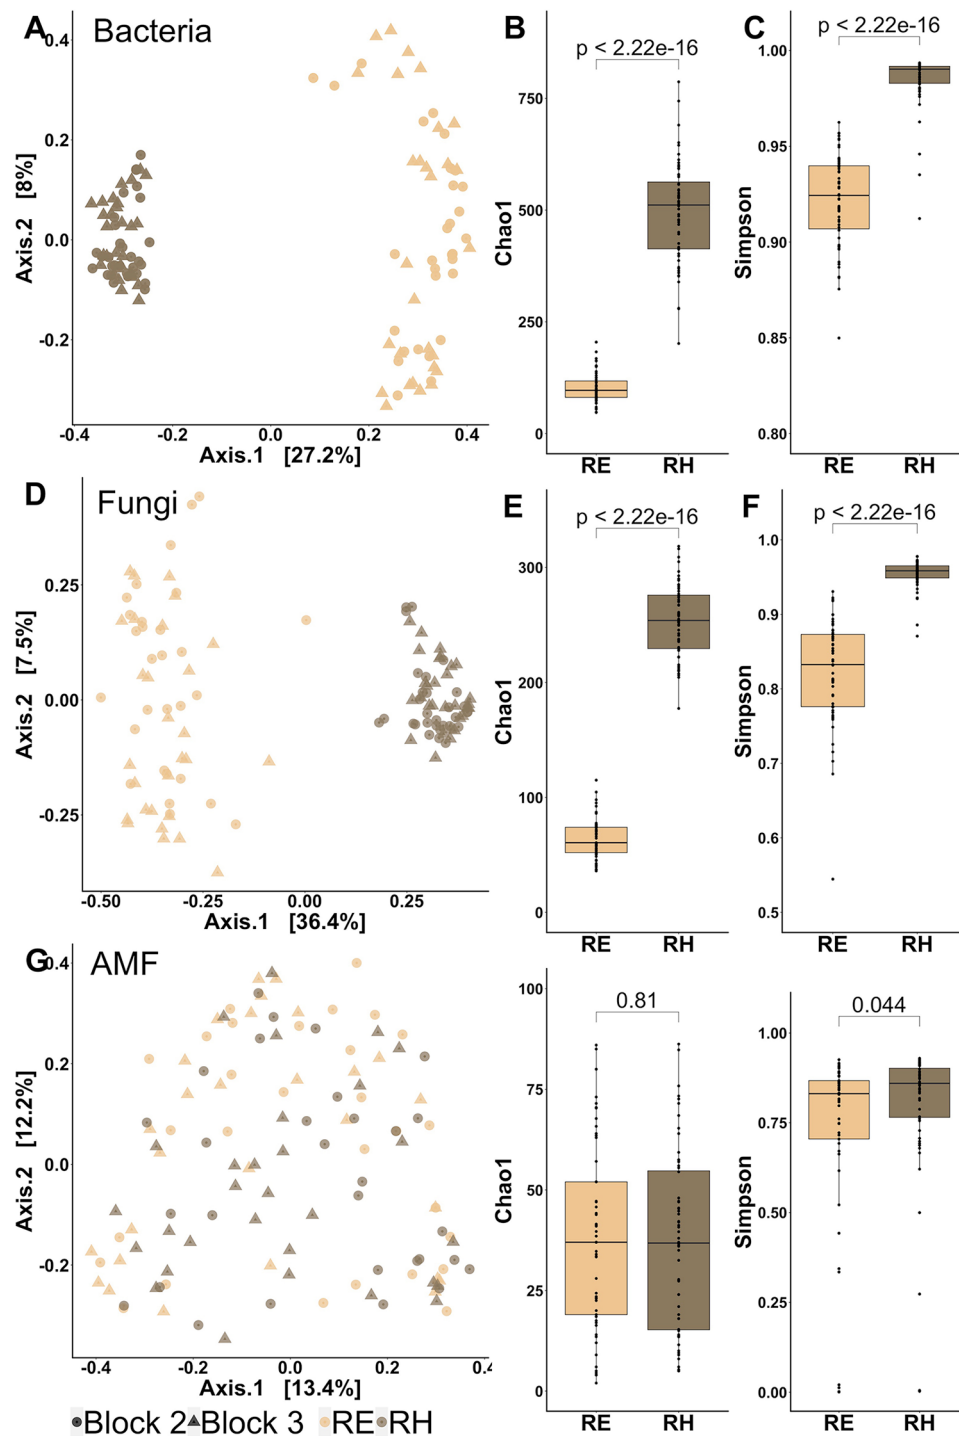 A Bacteria
0.4
0.2
0.0
-0.2
Axis.2 [8%]
-0.4 -0.2 0.0 0.2 0.4
Axis.1 [27.2%]
B
p < 2.22e-16
750
500
250
0
Chao1
RE RH
C
p < 2.22e-16
1.00
0.95
0.90
0.85
0.80
Simpson
RE RH
D Fungi
0.25
0.00
-0.25
Axis.2 [7.5%]
-0.50 -0.25 0.00 0.25
Axis.1 [36.4%]
E
p < 2.22e-16
300
200
100
0
Chao1
RE RH
F
p < 2.22e-16
1.0
0.9
0.8
0.7
0.6
0.5
Simpson
RE RH
G AMF
0.4
0.2
0.0
-0.2
Axis.2 [12.2%]
-0.4 -0.2 0.0 0.2 0.4
Axis.1 [13.4%]
100
0.81
75
50
25
0
Chao1
RE RH
0.044
1.00
0.75
0.50
0.25
0.00
Simpson
RE RH
Block 2 Block 3 RE RH